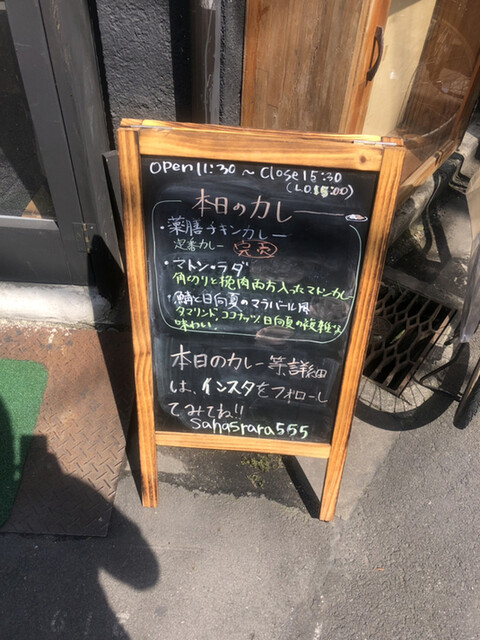 open 11:30 ~ Close 15:30
(L.O. 15:00)
本日のカレー
・薬膳チキンカレー
定番カレー 完売
・マトン・ラダ
角切りと挽肉両方入ったマトンカレー
・鯖と日向夏のマラバール風
タマリンド、ココナッツ、日向夏の複雑な
味わい。
本日のカレー等詳細
は、インスタをフォローし
てみてね!!
sahasrara555